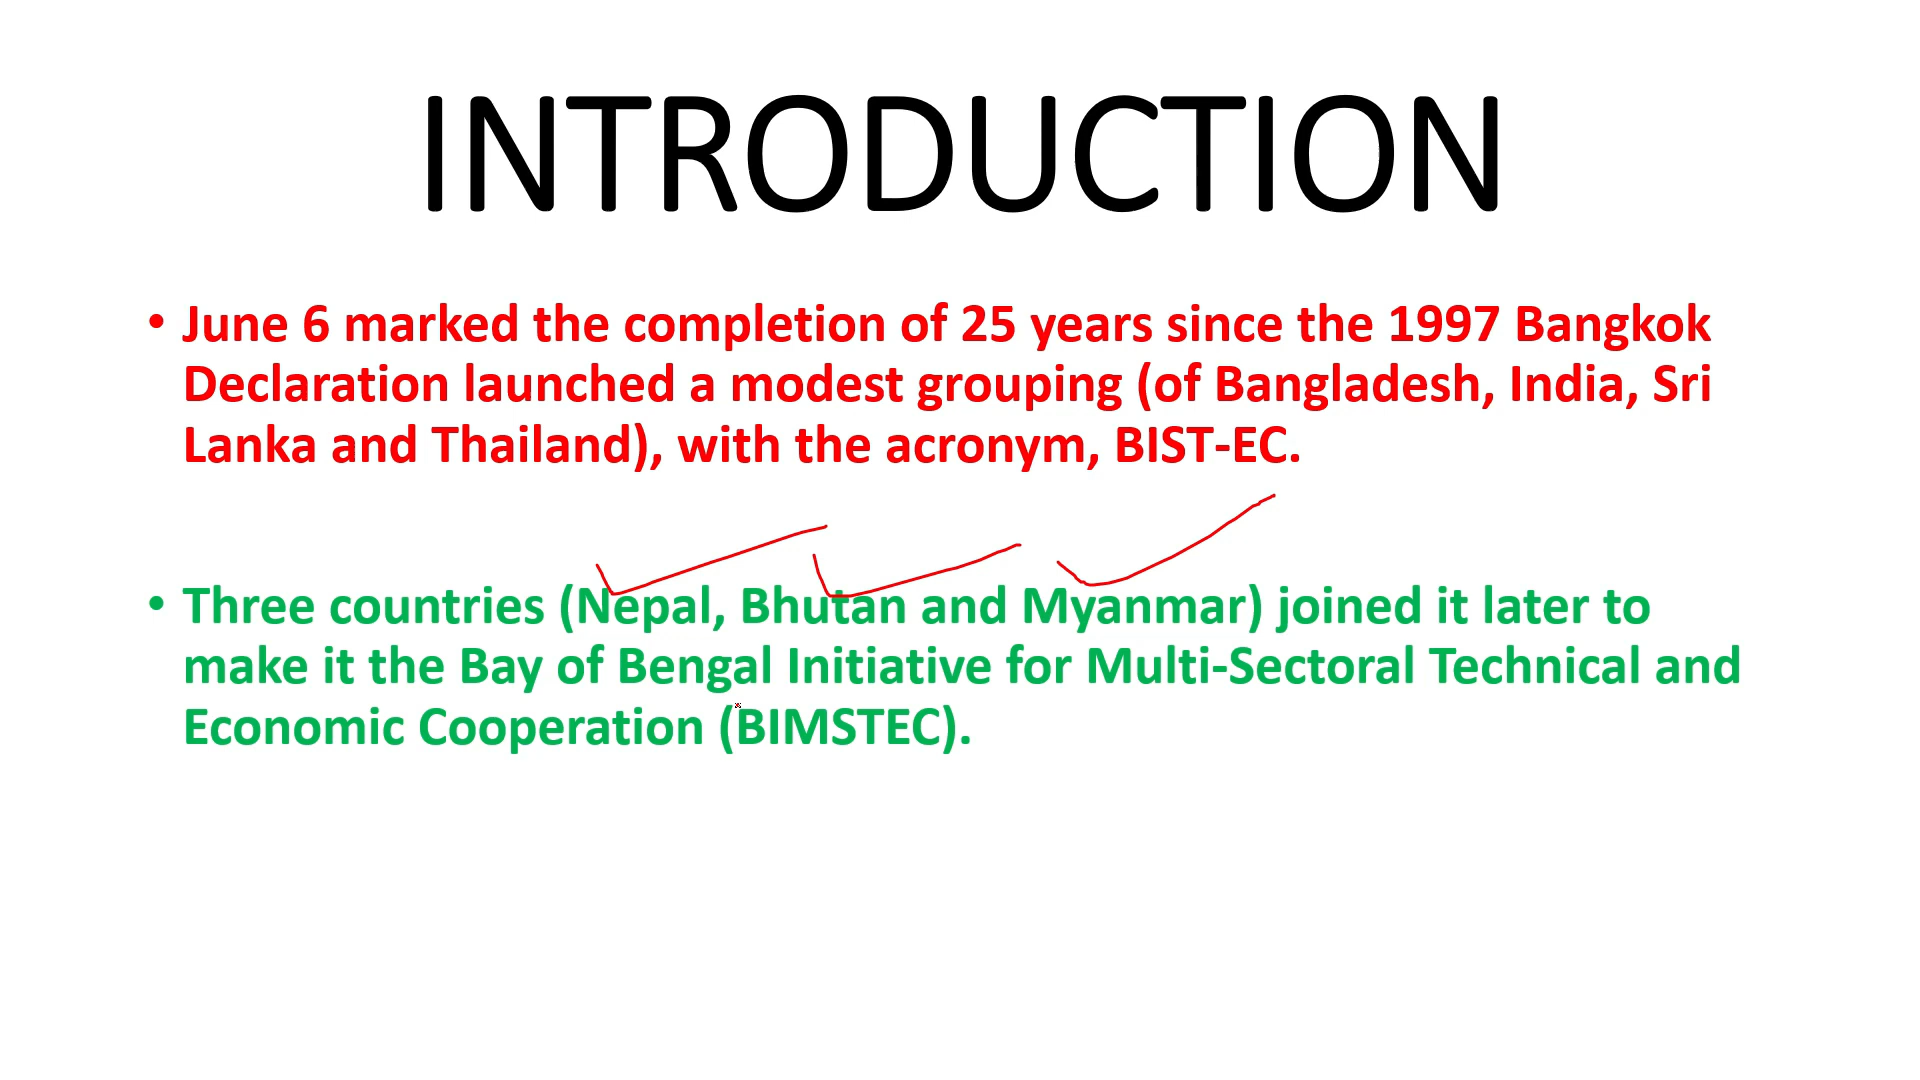 INTRODUCTION
• June 6 marked the completion of 25 years since the 1997 Bangkok
Declaration launched a modest grouping (of Bangladesh, India, Sri
Lanka and Thailand), with the acronym, BIST-EC.
• Three countries (Nepal, Bhutan and Myanmar) joined it later to
make it the Bay of Bengal Initiative for Multi-Sectoral Technical and
Economic Cooperation (BIMSTEC).